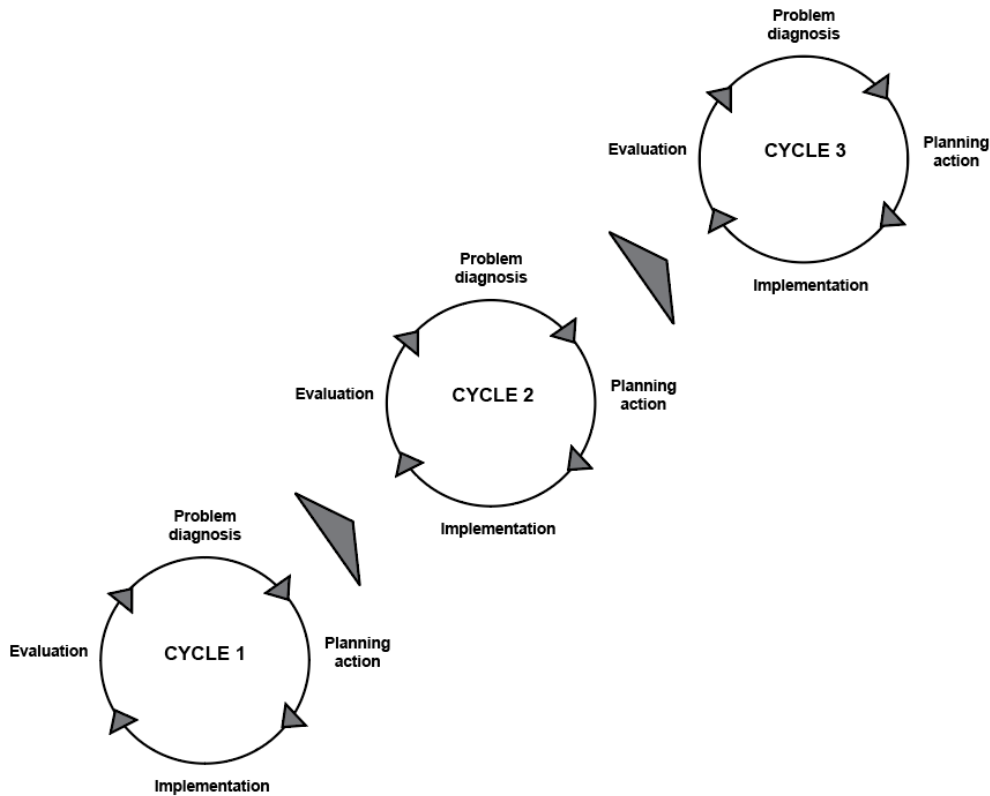 Problem
diagnosis
Evaluation
CYCLE 3
Planning
action
Implementation
Problem
diagnosis
Evaluation
CYCLE 2
Planning
action
Implementation
Problem
diagnosis
Evaluation
CYCLE 1
Planning
action
Implementation